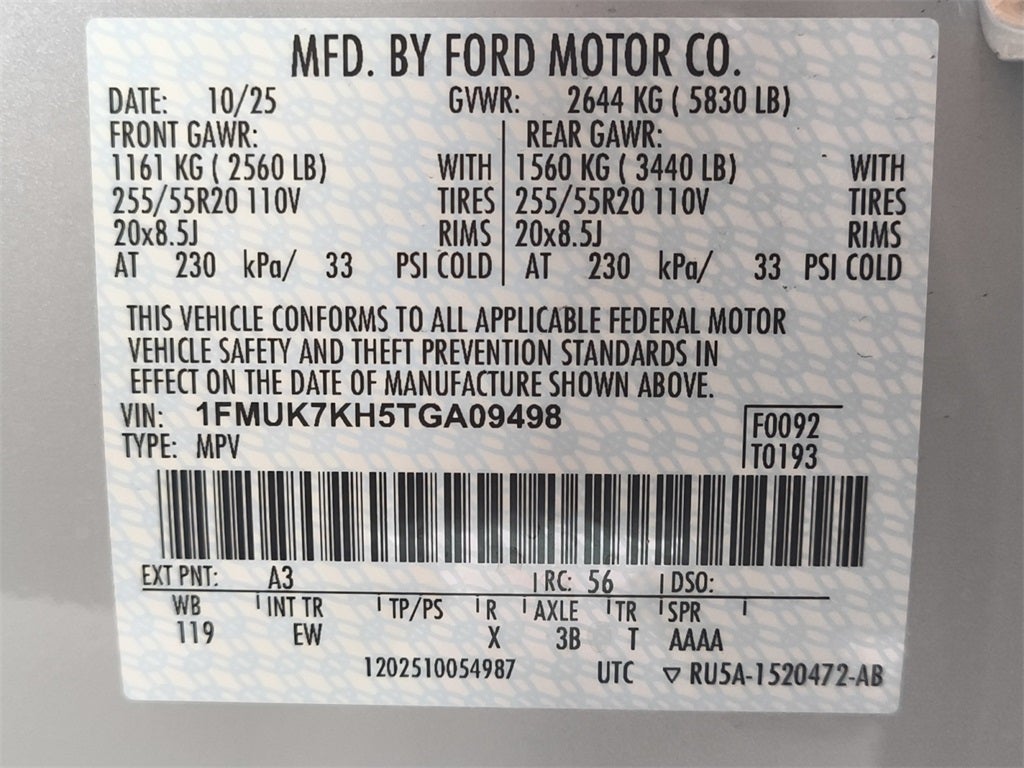 MFD. BY FORD MOTOR CO.
DATE: 10/25 GVWR: 2644 KG ( 5830 LB)
FRONT GAWR: REAR GAWR:
1161 KG ( 2560 LB) WITH 1560 KG ( 3440 LB) WITH
255/55R20 110V TIRES 255/55R20 110V TIRES
20x8.5J RIMS 20x8.5J RIMS
AT 230 kPa/ 33 PSI COLD AT 230 kPa/ 33 PSI COLD
THIS VEHICLE CONFORMS TO ALL APPLICABLE FEDERAL MOTOR
VEHICLE SAFETY AND THEFT PREVENTION STANDARDS IN
EFFECT ON THE DATE OF MANUFACTURE SHOWN ABOVE.
VIN: 1FMUK7KH5TGA09498 F0092
TYPE: MPV T0193
EXT PNT: A3 RC: 56 DSO:
WB INT TR TP/PS R AXLE TR SPR
119 EW X 3B T AAAA
1202510054987 UTC ▽ RU5A-1520472-AB